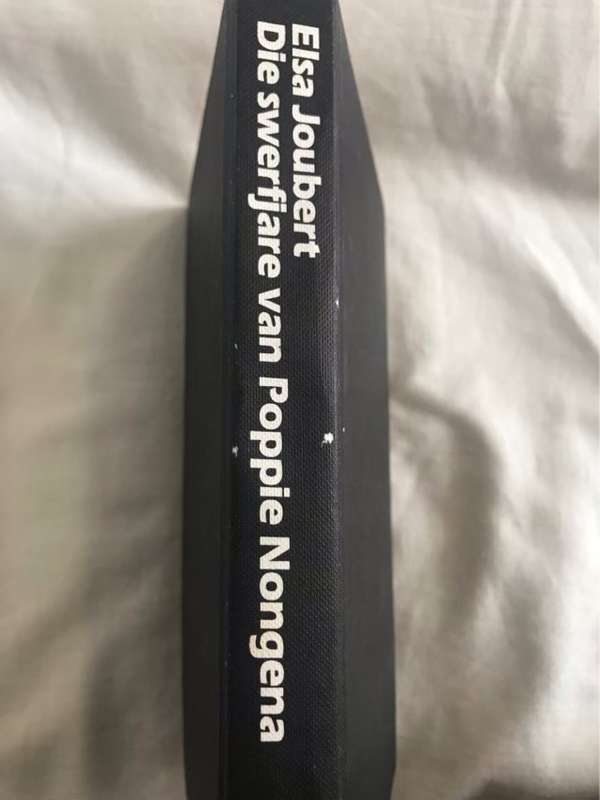 Elsa Joubert
Die swerfjare van Poppie Nongena